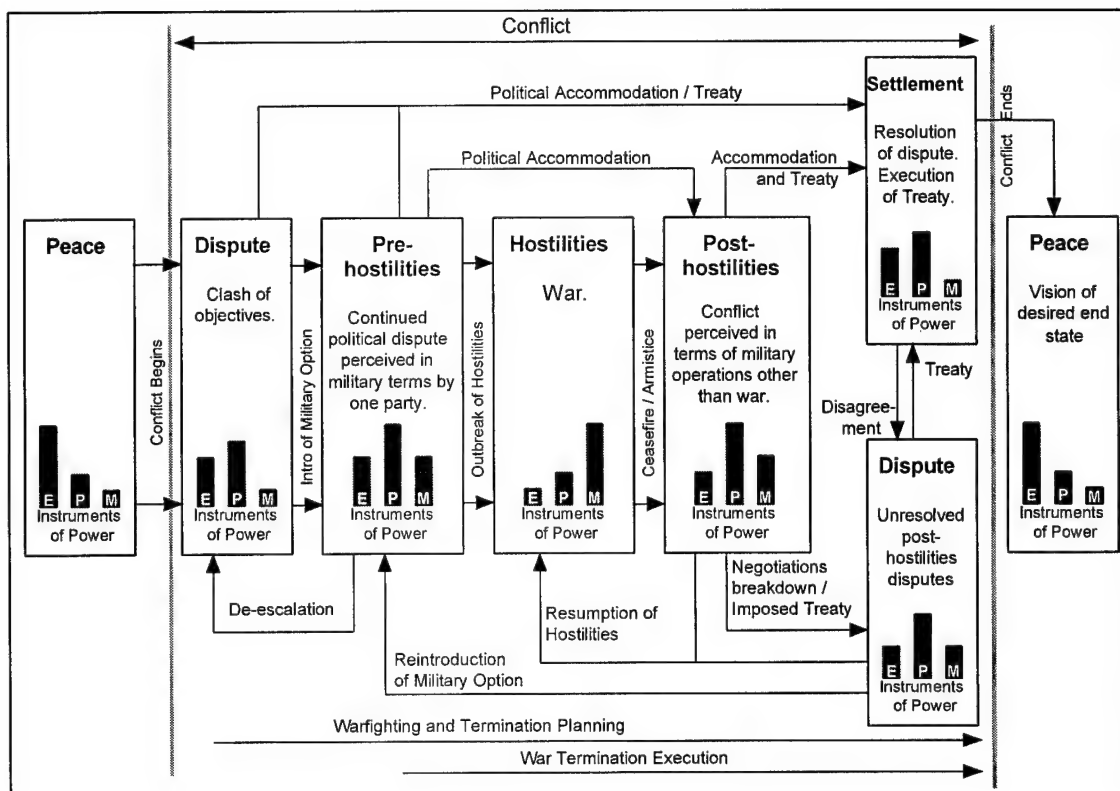 Conflict
Political Accommodation / Treaty
Political Accommodation
Accommodation
and Treaty
Settlement
Resolution
of dispute.
Execution
of Treaty.
E P M
Instruments
of Power
Conflict Ends
Peace
E P M
Instruments
of Power
Conflict Begins
Dispute
Clash of
objectives.
E P M
Instruments
of Power
Intro of Military Option
Pre-
hostilities
Continued
political dispute
perceived in
military terms by
one party.
E P M
Instruments
of Power
Outbreak of Hostilities
Hostilities
War.
E P M
Instruments
of Power
Ceasefire / Armistice
Post-
hostilities
Conflict
perceived in
terms of military
operations other
than war.
E P M
Instruments
of Power
Treaty
Disagree-
ment
Dispute
Unresolved
post-
hostilities
disputes
E P M
Instruments
of Power
Peace
Vision of
desired end
state
E P M
Instruments
of Power
De-escalation
Resumption of
Hostilities
Negotiations
breakdown /
Imposed Treaty
Reintroduction
of Military Option
Warfighting and Termination Planning
War Termination Execution